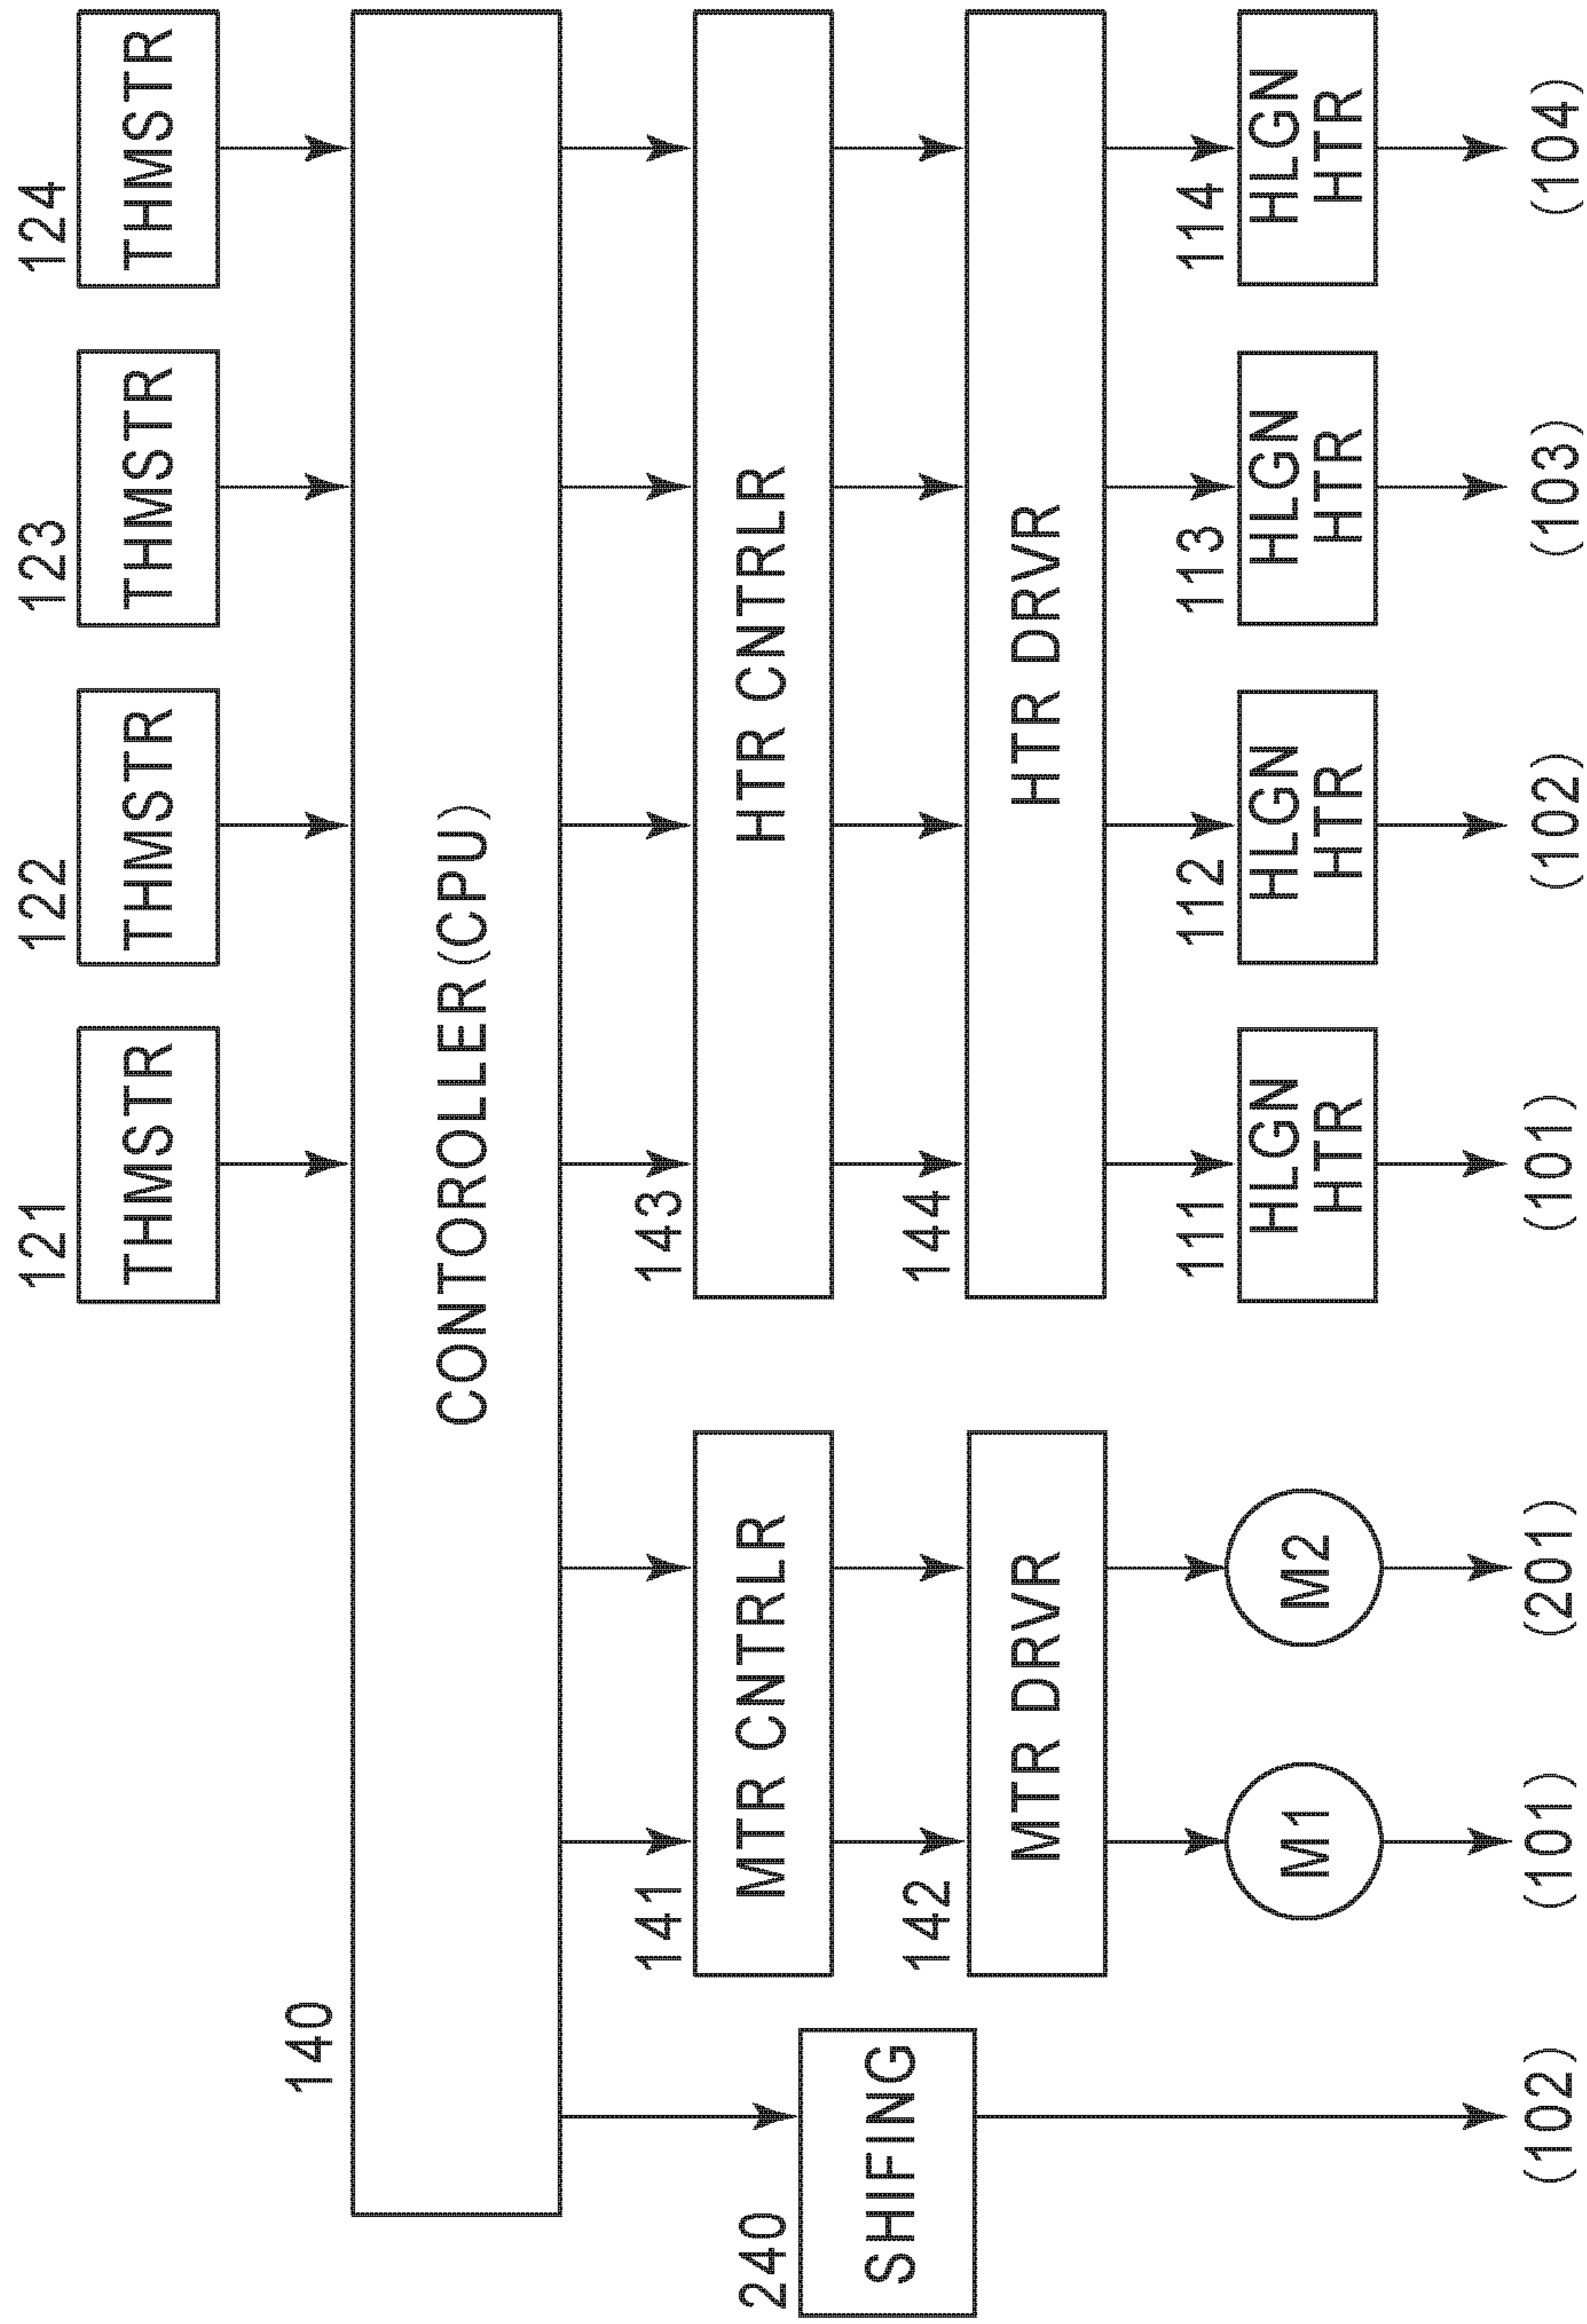 121
122
123
124
THMSTR
THMSTR
THMSTR
THMSTR
140
CONTOROLLER(CPU)
141
143
MTR CNTRLR
HTR CNTRLR
240
SHIFING
142
144
MTR DRVR
HTR DRVR
111
112
113
114
M1
M2
HLGN
HTR
HLGN
HTR
HLGN
HTR
HLGN
HTR
(102)
(101)
(201)
(101)
(102)
(103)
(104)